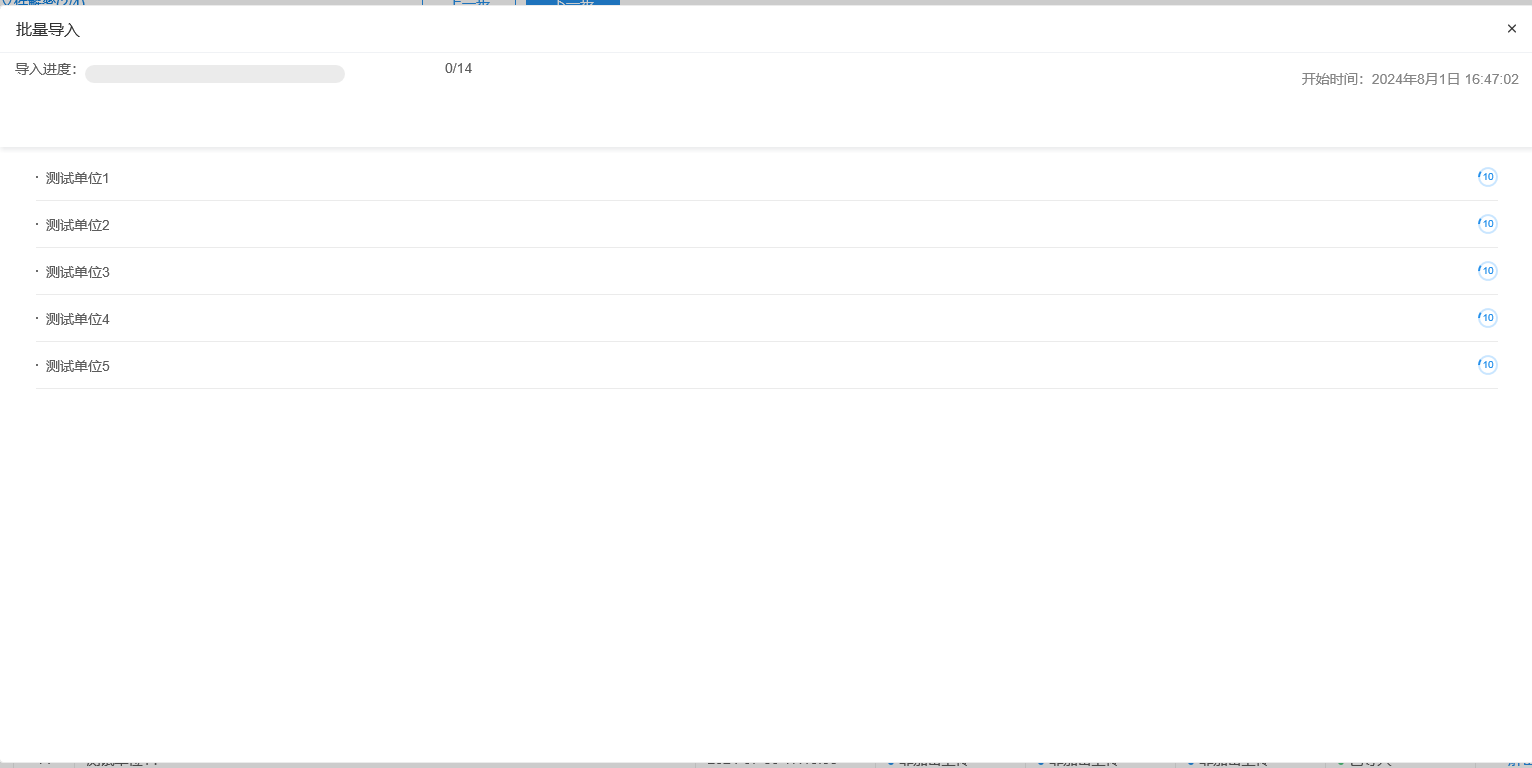 批量导入
×
导入进度：
0/14
开始时间：2024年8月1日 16:47:02
· 测试单位1
10
· 测试单位2
10
· 测试单位3
10
· 测试单位4
10
· 测试单位5
10